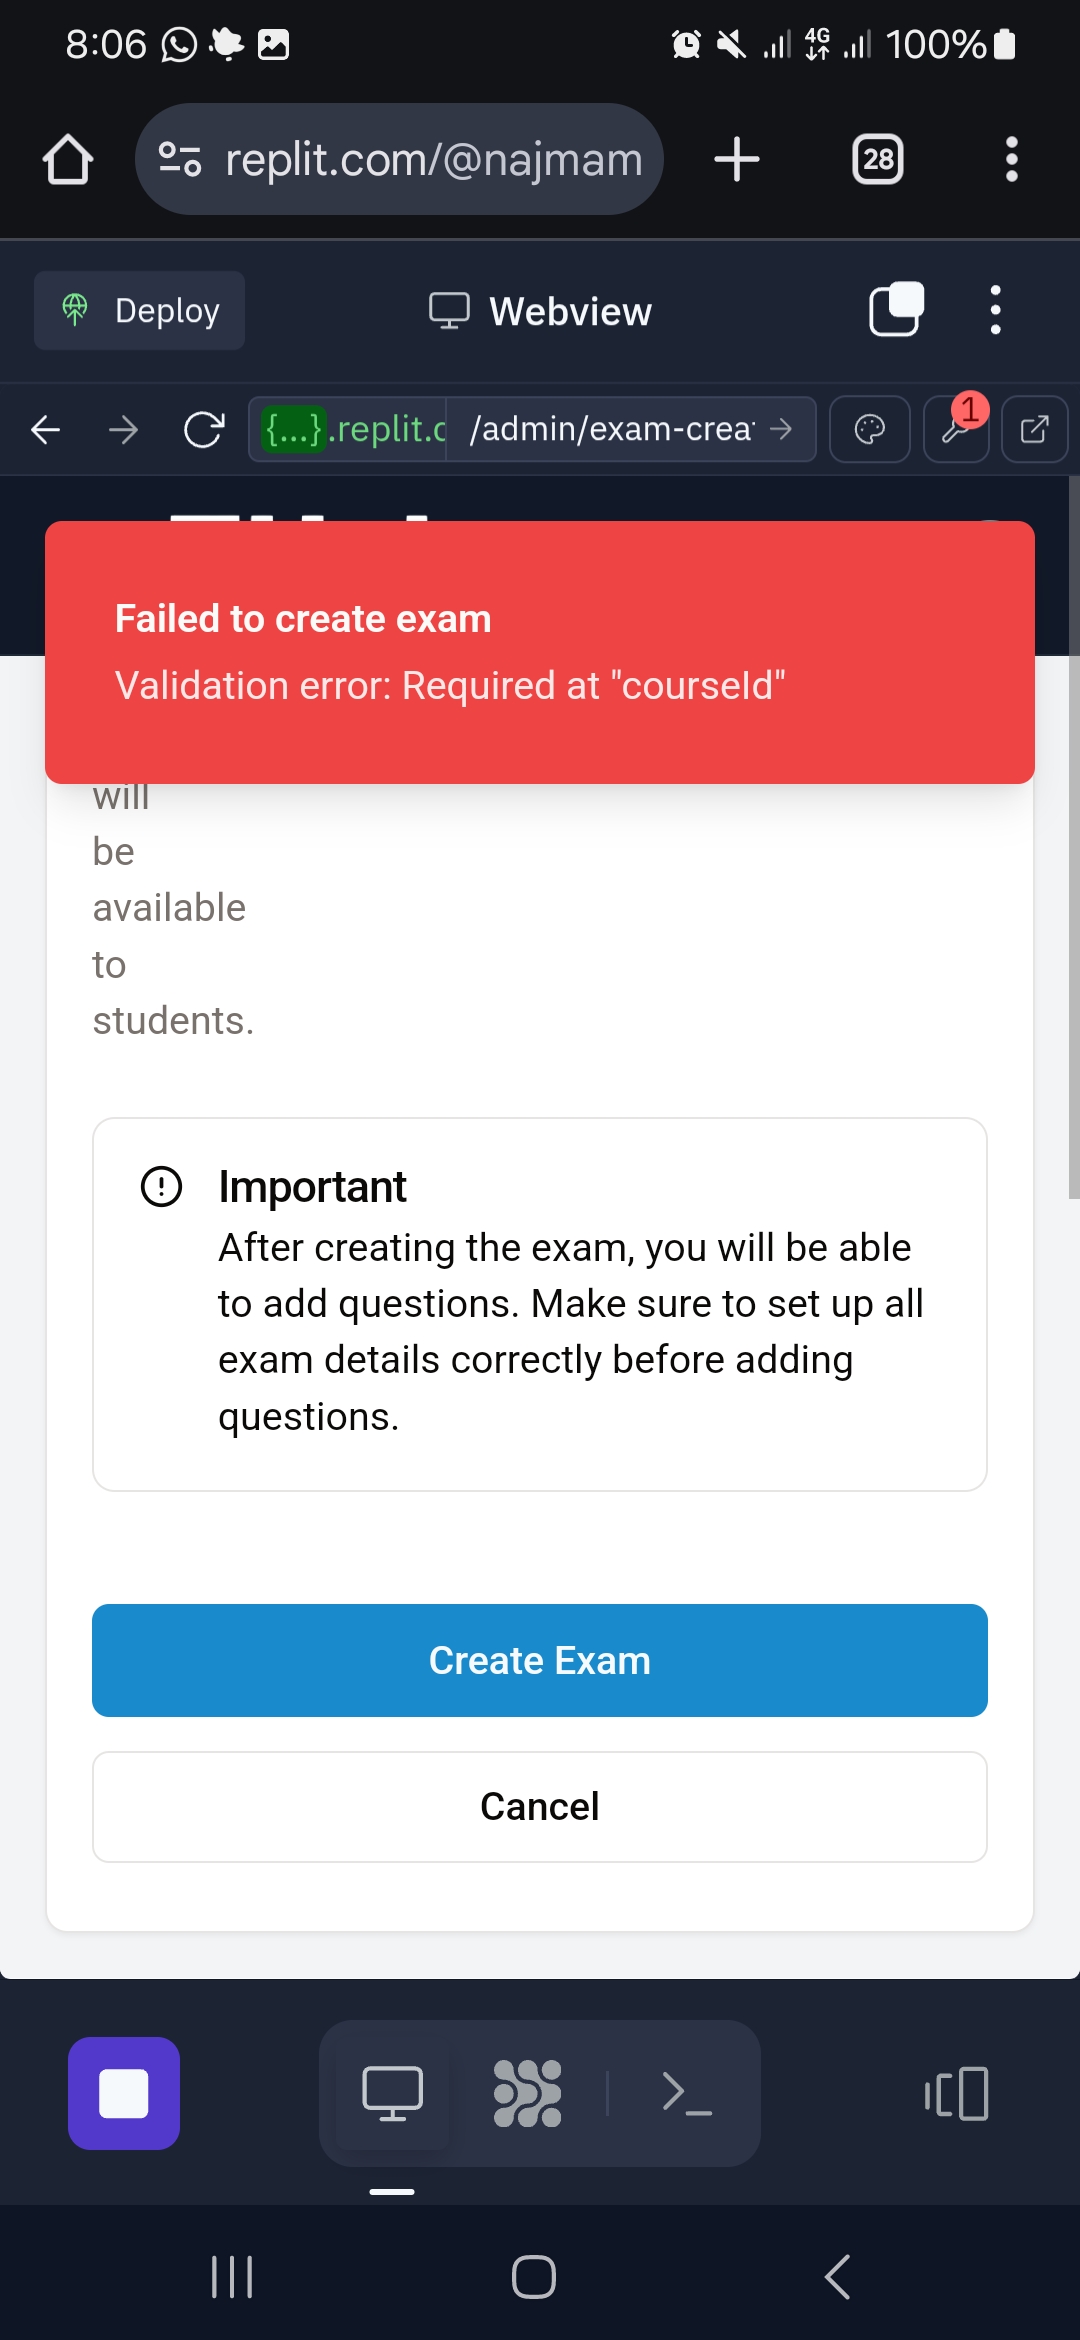 8:06
4G
100%
replit.com/@najmam
28
Deploy
Webview
{...}.replit.d
/admin/exam-crea
1
Failed to create exam
Validation error: Required at "courseId"
will
be
available
to
students.
Important
After creating the exam, you will be able
to add questions. Make sure to set up all
exam details correctly before adding
questions.
Create Exam
Cancel